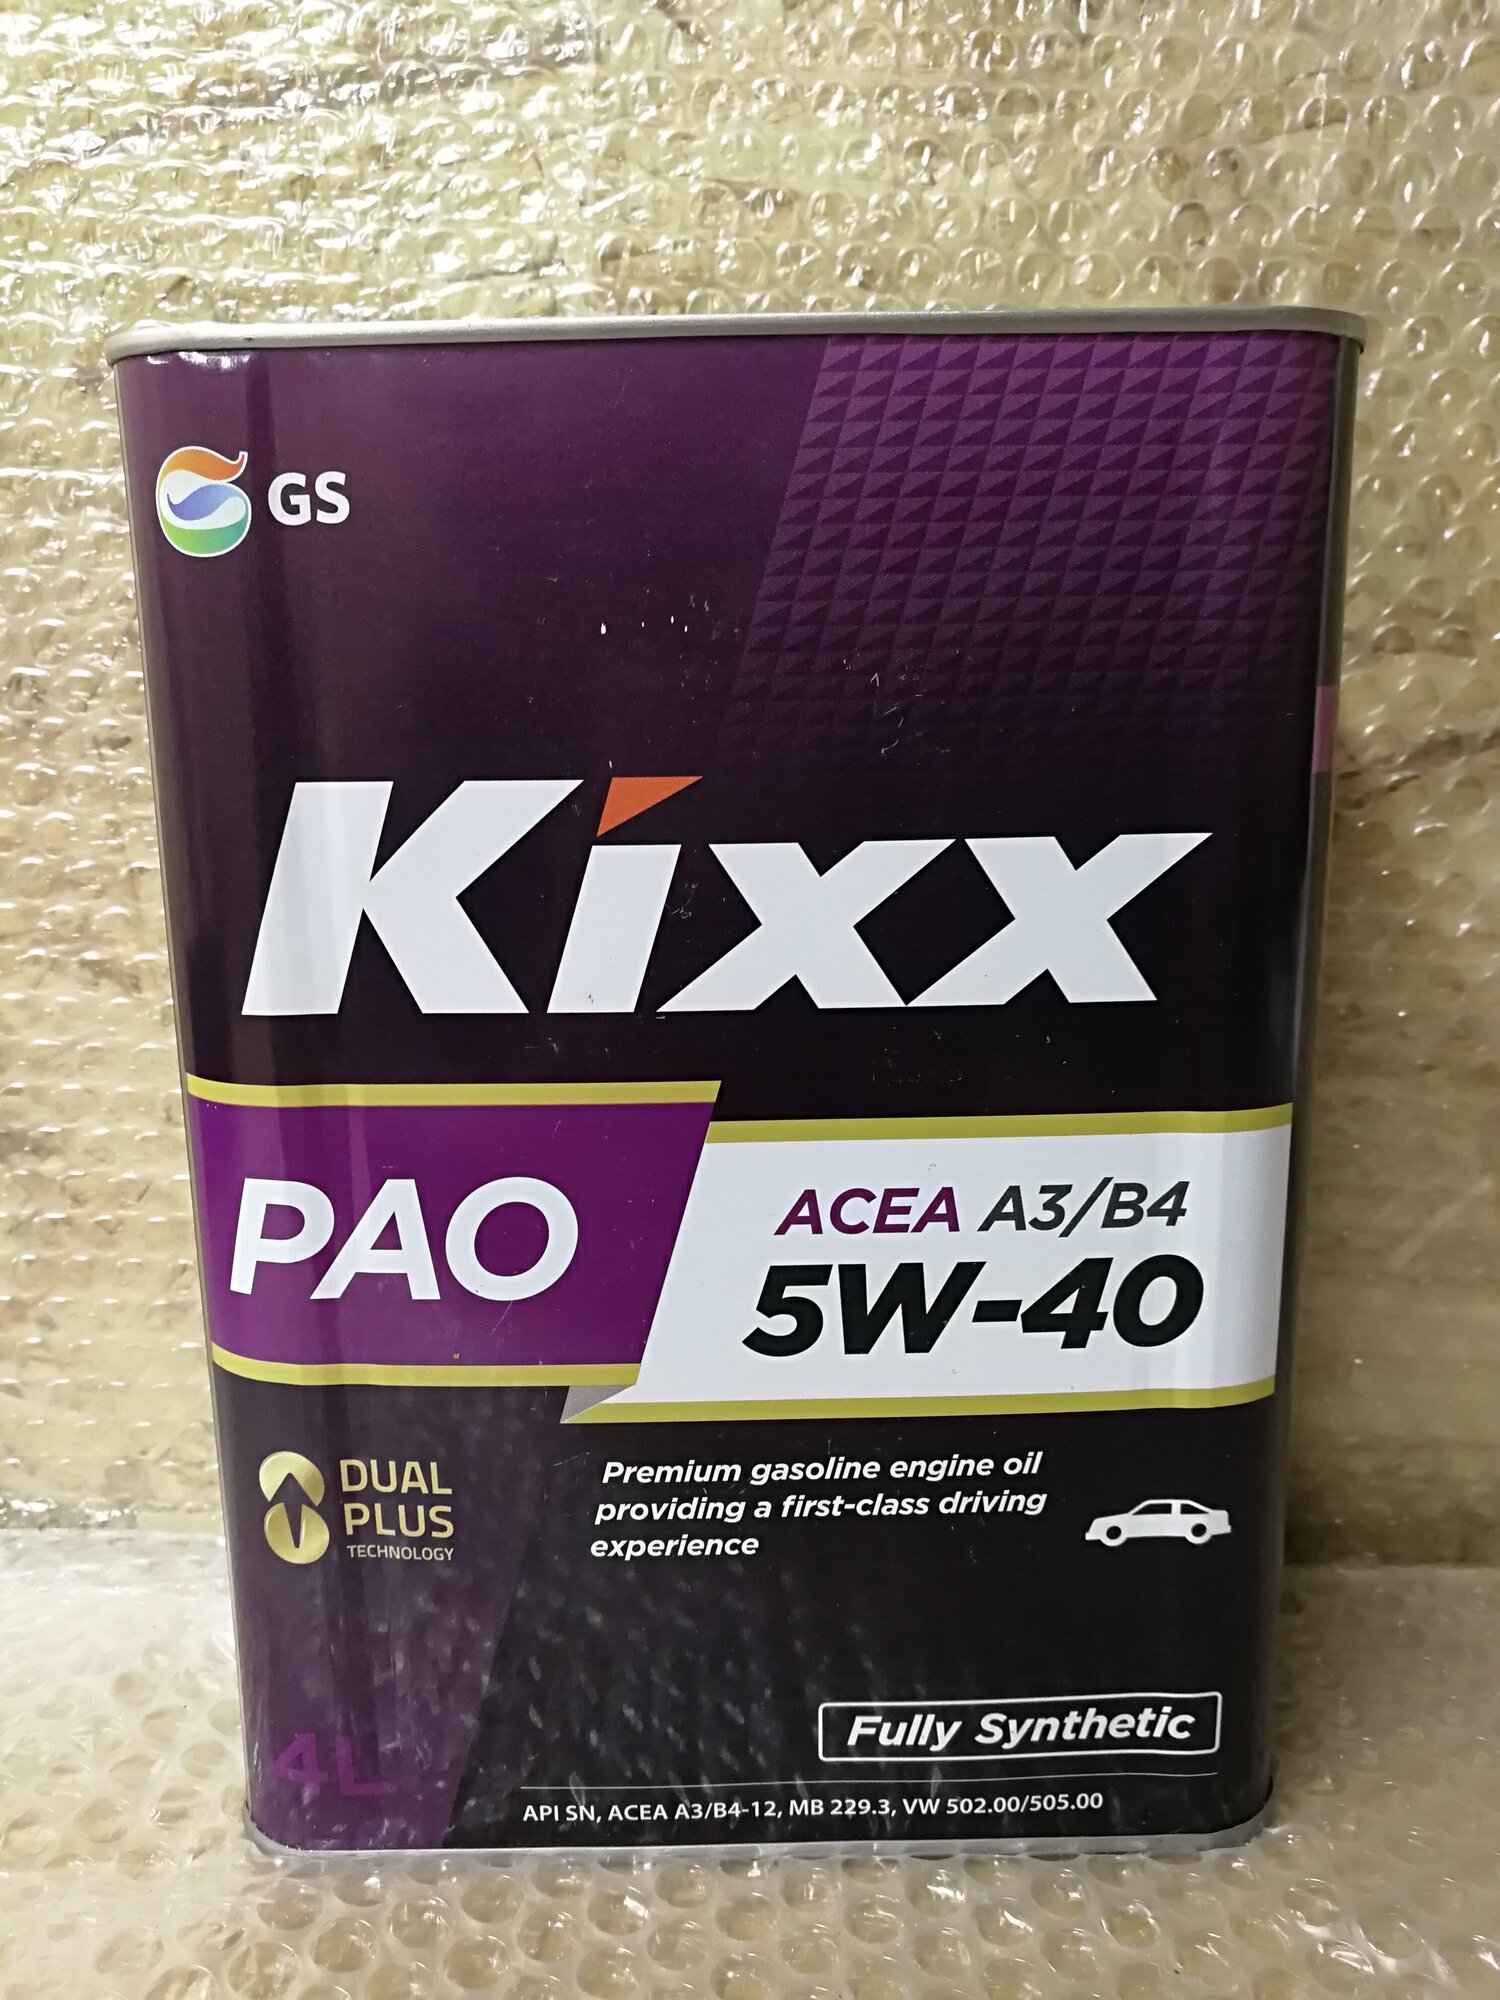 GS
Kixx
PAO
ACEA A3/B4
5W-40
DUAL
PLUS
TECHNOLOGY
Premium gasoline engine oil
providing a first-class driving
experience
4L
Fully Synthetic
API SN, ACEA A3/B4-12, MB 229.3, VW 502.00/505.00